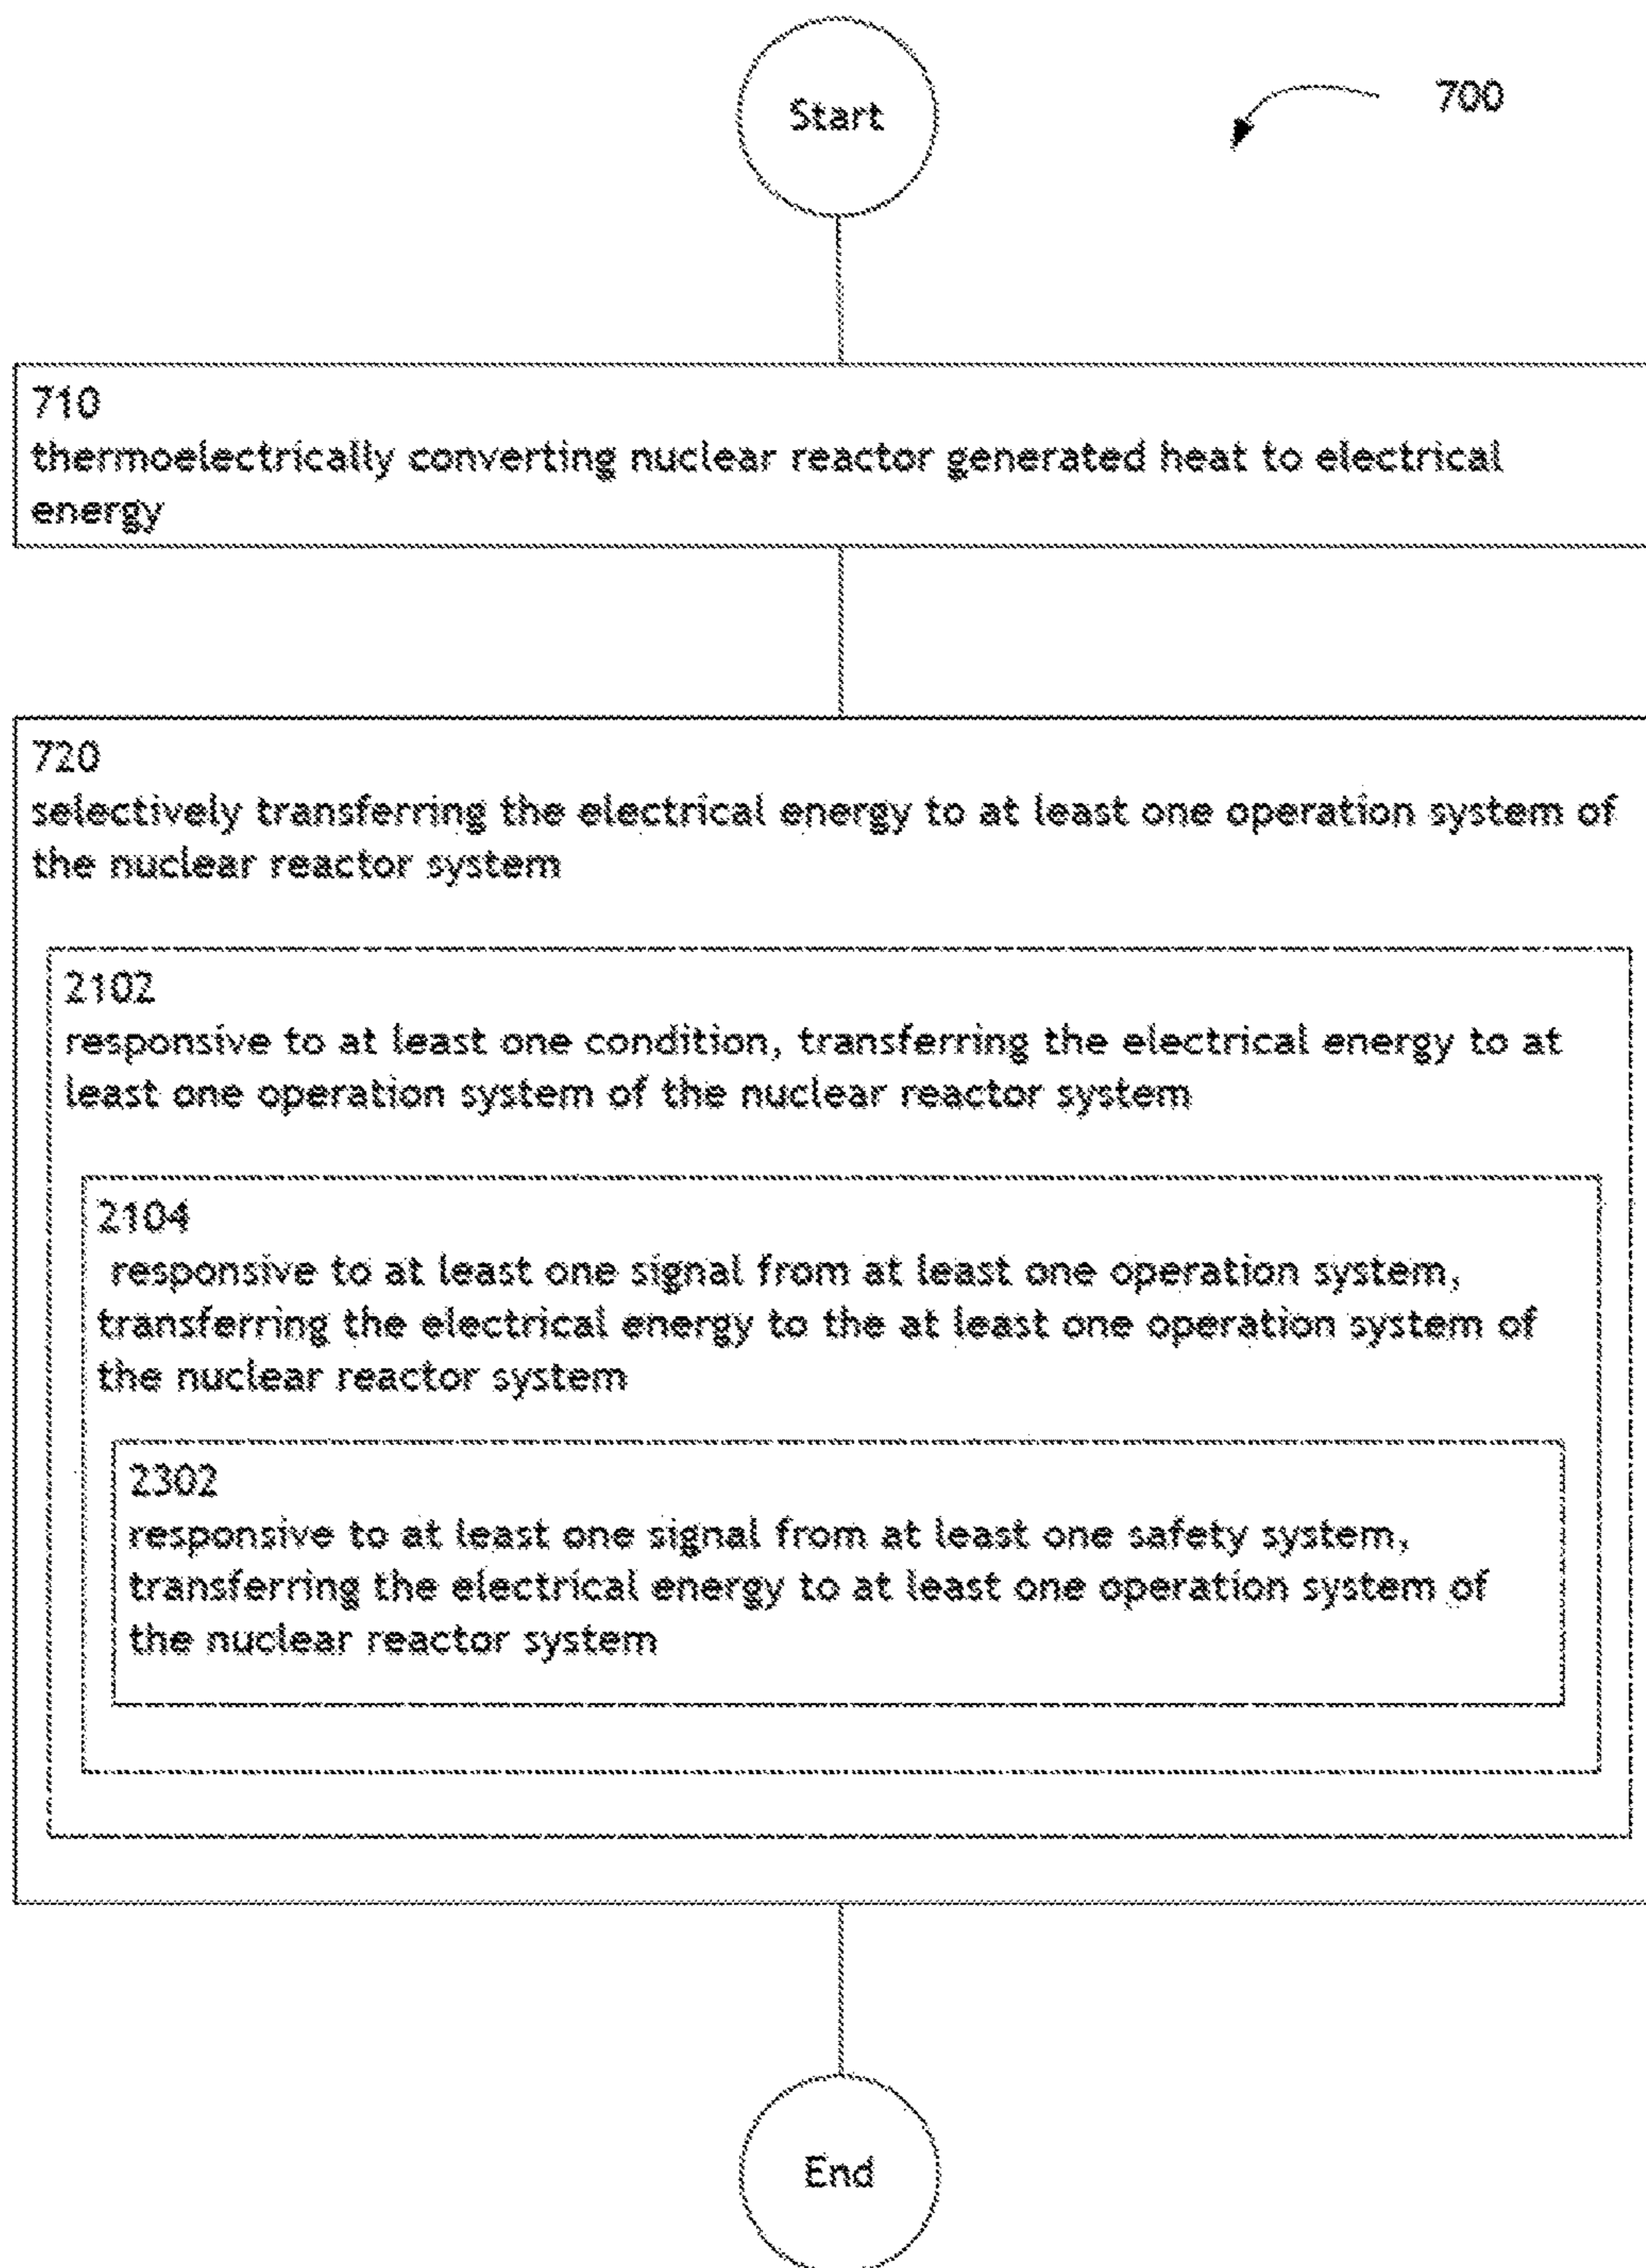 Start
700
710
thermoelectrically converting nuclear reactor generated heat to electrical
energy
720
selectively transferring the electrical energy to at least one operation system of
the nuclear reactor system
2102
responsive to at least one condition, transferring the electrical energy to at
least one operation system of the nuclear reactor system
2104
responsive to at least one signal from at least one operation system,
transferring the electrical energy to the at least one operation system of
the nuclear reactor system
2302
responsive to at least one signal from at least one safety system,
transferring the electrical energy to at least one operation system of
the nuclear reactor system
End